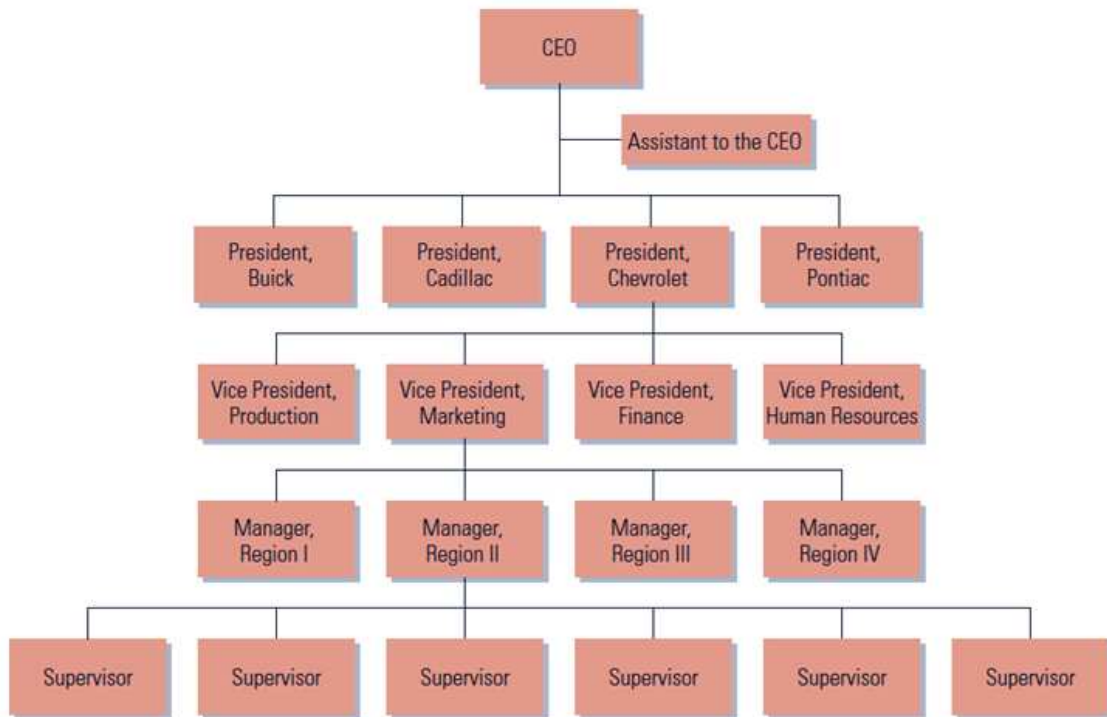 CEO
Assistant to the CEO
President,
Buick
President,
Cadillac
President,
Chevrolet
President,
Pontiac
Vice President,
Production
Vice President,
Marketing
Vice President,
Finance
Vice President,
Human Resources
Manager,
Region I
Manager,
Region II
Manager,
Region III
Manager,
Region IV
Supervisor
Supervisor
Supervisor
Supervisor
Supervisor
Supervisor